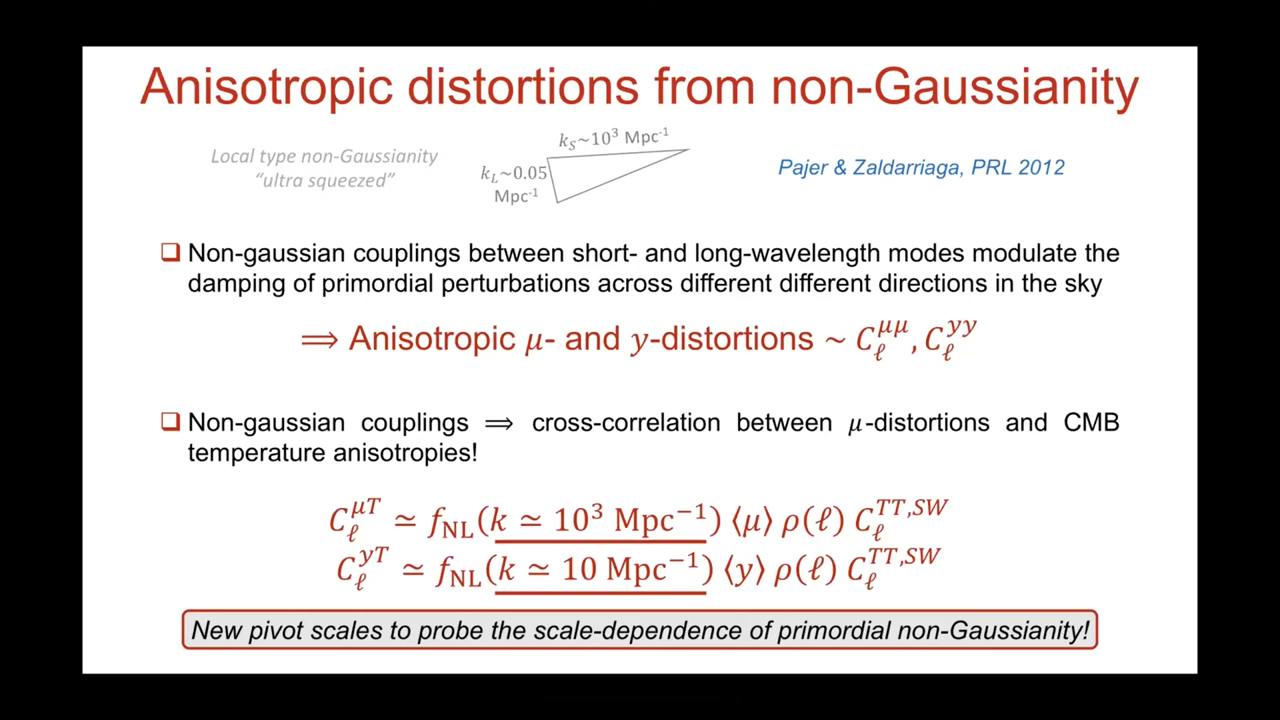 Anisotropic distortions from non-Gaussianity
Local type non-Gaussianity
“ultra squeezed”
k_S~10³ Mpc⁻¹
k_L~0.05
Mpc⁻¹
Pajer & Zaldarriaga, PRL 2012
❑ Non-gaussian couplings between short- and long-wavelength modes modulate the
damping of primordial perturbations across different different directions in the sky
⟹ Anisotropic μ- and y-distortions ~ C_ℓ^{μμ}, C_ℓ^{yy}
❑ Non-gaussian couplings ⟹ cross-correlation between μ-distortions and CMB
temperature anisotropies!
C_ℓ^{μT} ≃ f_NL(k ≃ 10³ Mpc⁻¹) ⟨μ⟩ ρ(ℓ) C_ℓ^{TT,SW}
C_ℓ^{yT} ≃ f_NL(k ≃ 10 Mpc⁻¹) ⟨y⟩ ρ(ℓ) C_ℓ^{TT,SW}
New pivot scales to probe the scale-dependence of primordial non-Gaussianity!